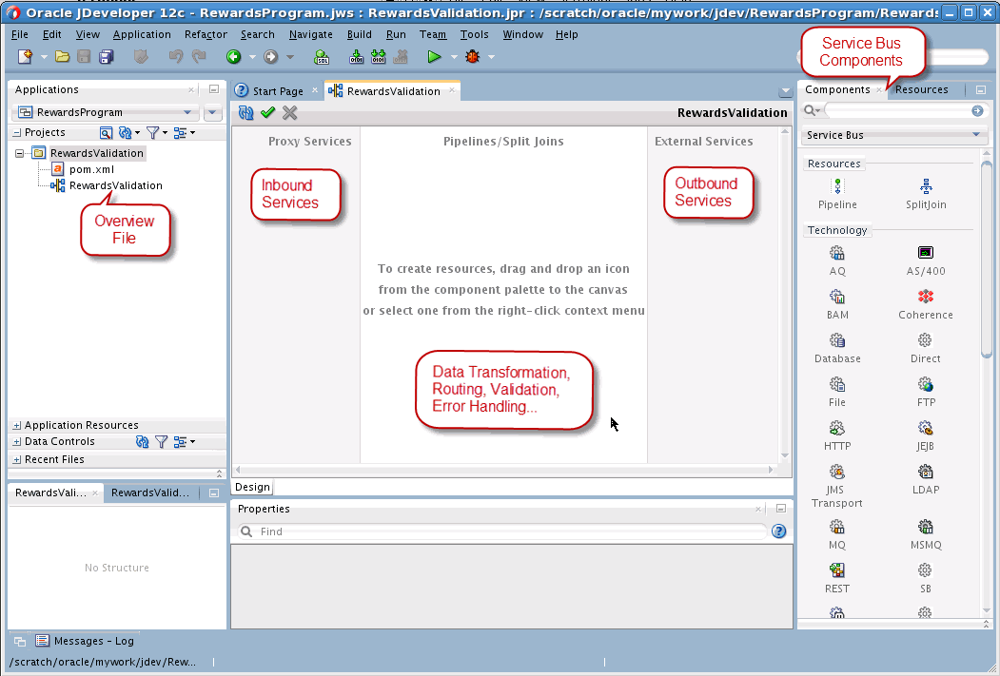 Oracle JDeveloper 12c - RewardsProgram.jws : RewardsValidation.jpr : /scratch/oracle/mywork/jdev/RewardsProgram/Rewards
File Edit View Application Refactor Search Navigate Build Run Team Tools Window Help
Service Bus
Components
Applications
Start Page
RewardsValidation
Components
Resources
RewardsProgram
RewardsValidation
Projects
Service Bus
Proxy Services
Pipelines/Split Joins
External Services
RewardsValidation
pom.xml
RewardsValidation
Overview
File
Inbound
Services
Outbound
Services
Resources
Pipeline
SplitJoin
Technology
To create resources, drag and drop an icon
from the component palette to the canvas
or select one from the right-click context menu
AQ
AS/400
BAM
Coherence
Database
Direct
Data Transformation,
Routing, Validation,
Error Handling...
File
FTP
HTTP
JEJB
JMS
Transport
LDAP
MQ
MSMQ
REST
SB
Application Resources
Data Controls
Recent Files
Design
RewardsVali...
RewardsValid...
No Structure
Properties
Find
Messages - Log
/scratch/oracle/mywork/jdev/Rew...